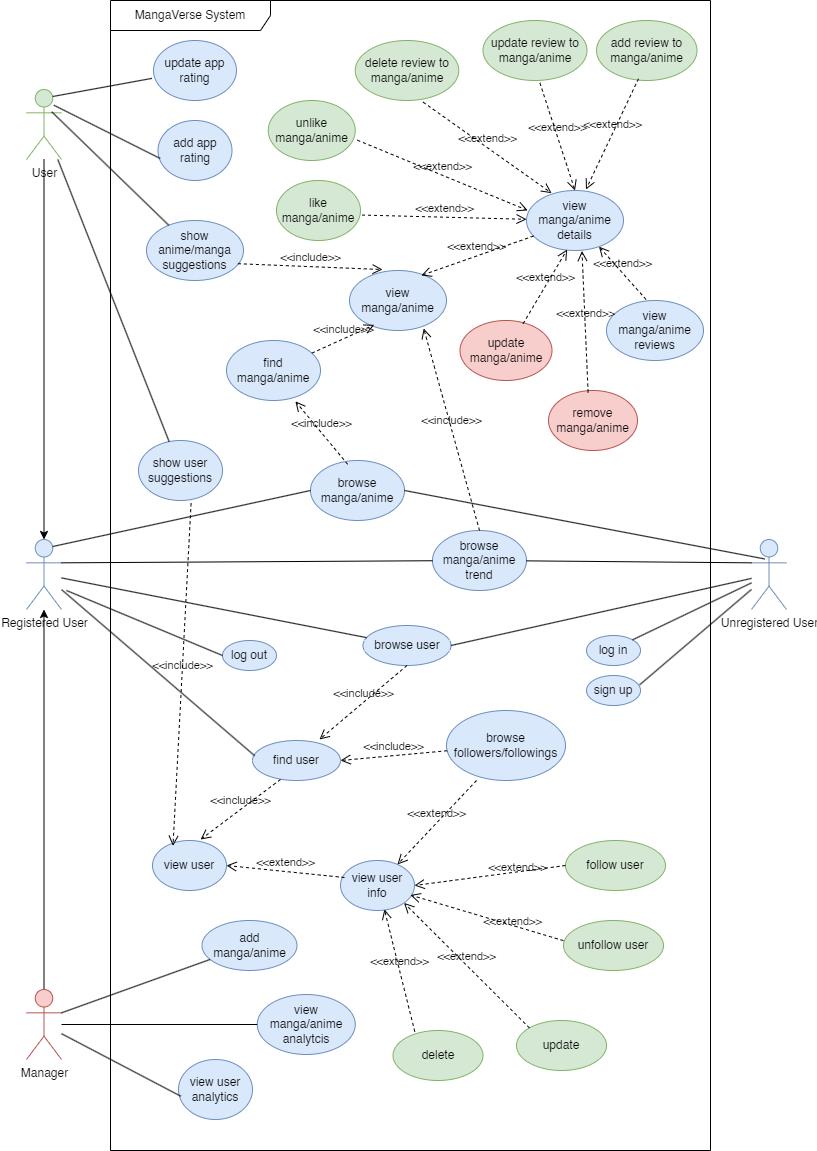 MangaVerse System
update app
rating
delete review to
manga/anime
update review to
manga/anime
add review to
manga/anime
unlike
manga/anime
<<extend>>
<<extend>>
<<extend>>
add app
rating
<<extend>>
User
like
manga/anime
<<extend>>
view
manga/anime
details
show
anime/manga
suggestions
<<include>>
<<extend>>
<<extend>>
<<extend>>
view
manga/anime
<<include>>
<<extend>>
view
manga/anime
reviews
update
manga/anime
find
manga/anime
remove
manga/anime
<<include>>
<<include>>
show user
suggestions
browse
manga/anime
browse
manga/anime
trend
Registered User
Unregistered User
log out
browse user
log in
<<include>>
<<include>>
sign up
find user
<<include>>
browse
followers/followings
<<include>>
<<extend>>
view user
<<extend>>
view user
info
<<extend>>
follow user
<<extend>>
unfollow user
add
manga/anime
<<extend>>
<<extend>>
view
manga/anime
analytcis
delete
update
Manager
view user
analytics